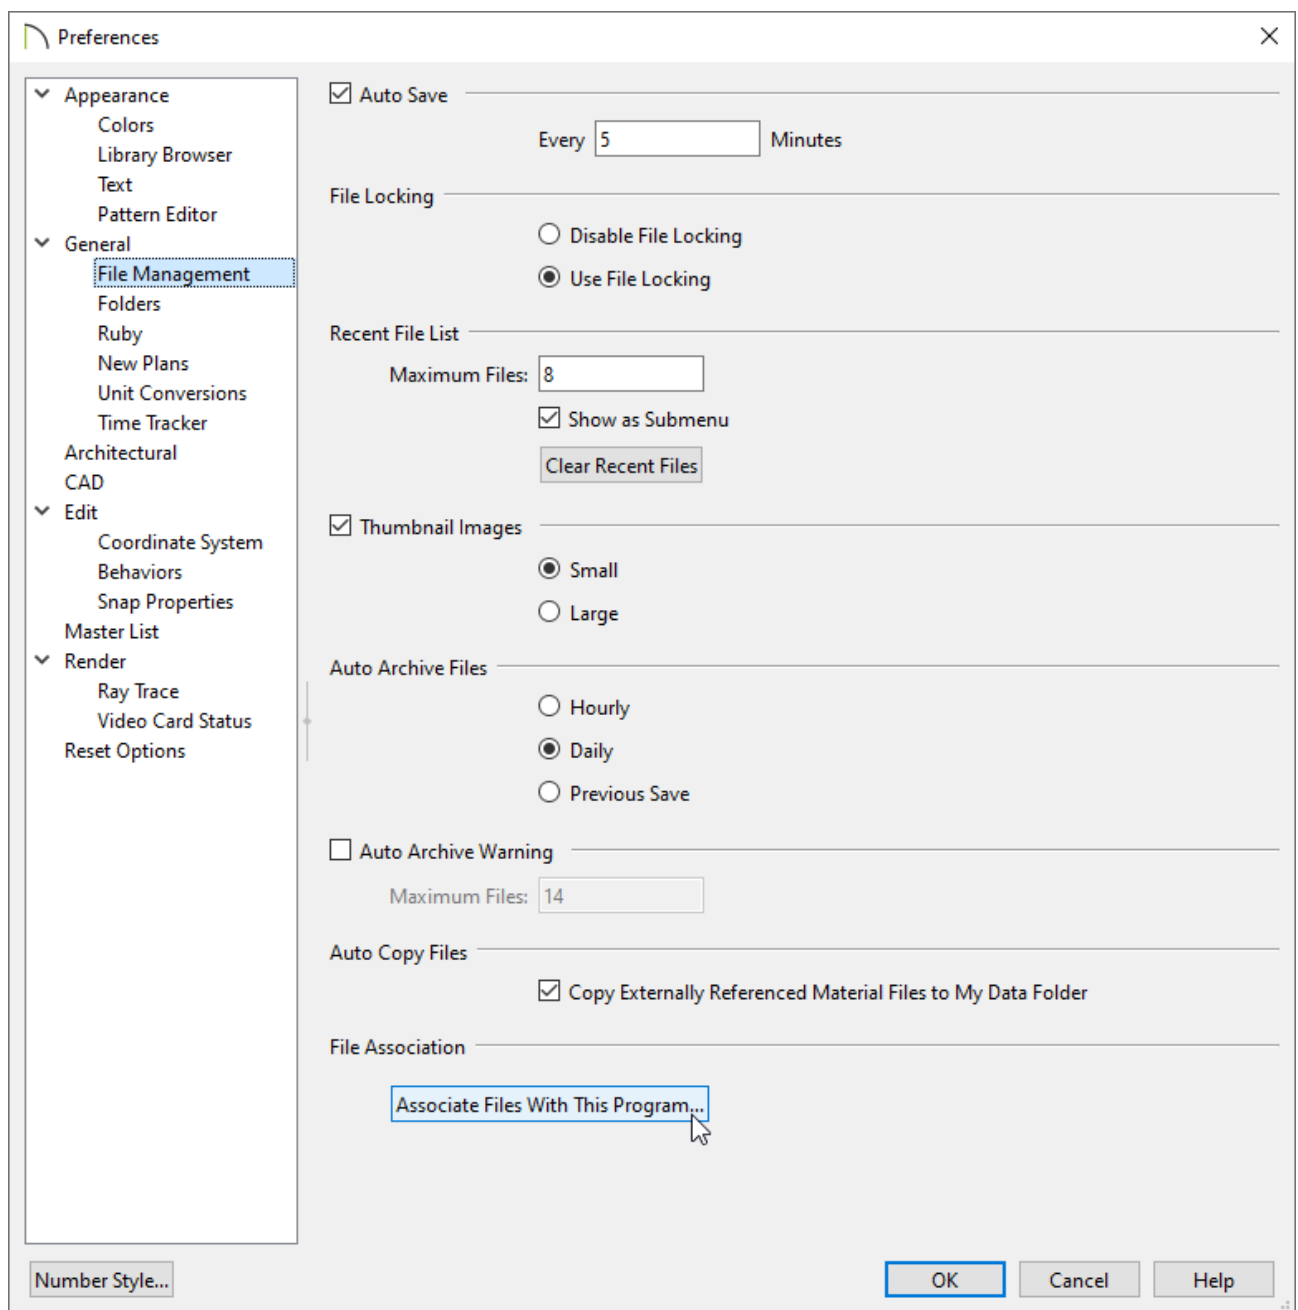 Preferences
Appearance
Colors
Library Browser
Text
Pattern Editor
General
File Management
Folders
Ruby
New Plans
Unit Conversions
Time Tracker
Architectural
CAD
Edit
Coordinate System
Behaviors
Snap Properties
Master List
Render
Ray Trace
Video Card Status
Reset Options
Auto Save
Every 5 Minutes
File Locking
Disable File Locking
Use File Locking
Recent File List
Maximum Files: 8
Show as Submenu
Clear Recent Files
Thumbnail Images
Small
Large
Auto Archive Files
Hourly
Daily
Previous Save
Auto Archive Warning
Maximum Files: 14
Auto Copy Files
Copy Externally Referenced Material Files to My Data Folder
File Association
Associate Files With This Program...
Number Style... OK Cancel Help